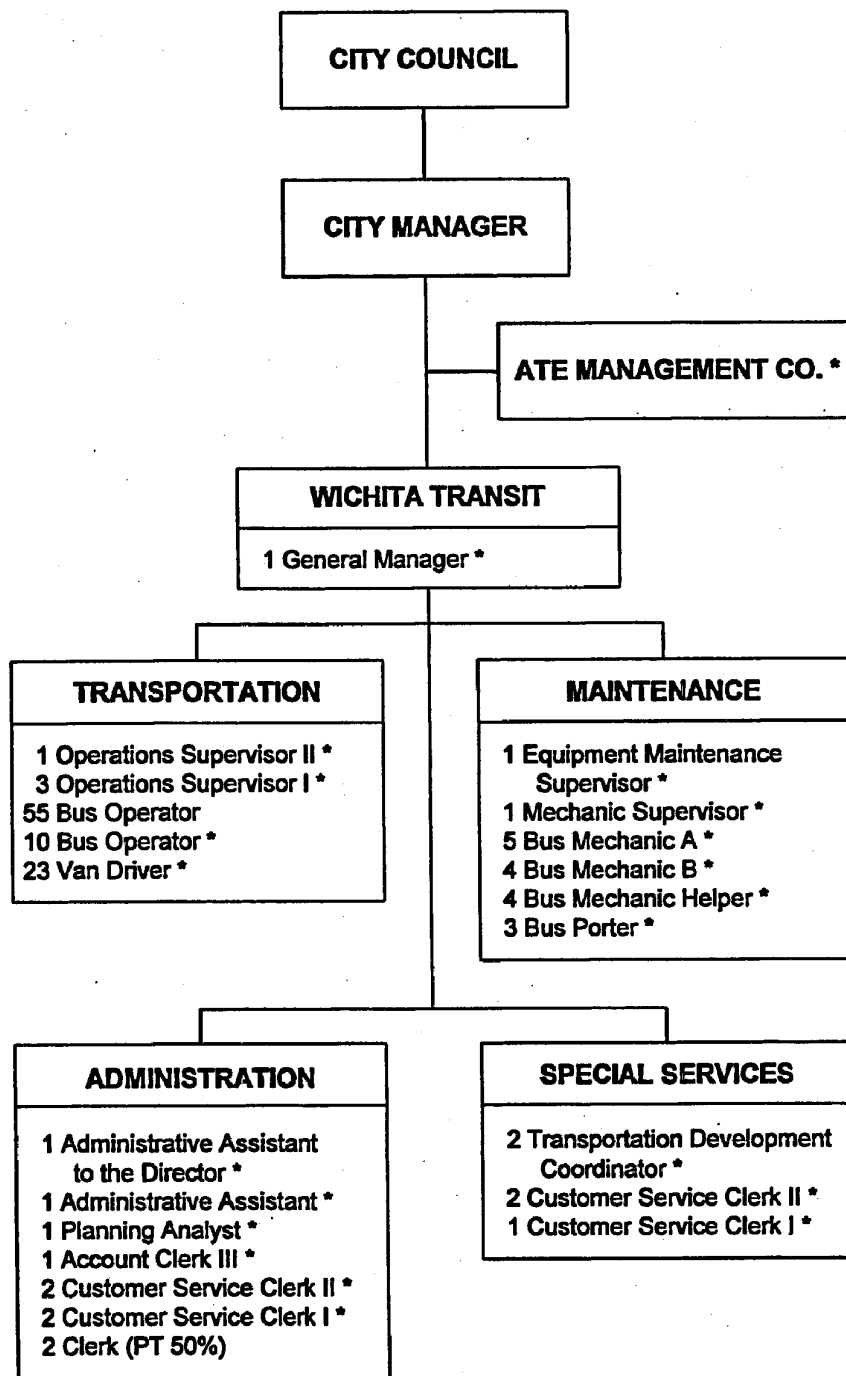 CITY COUNCIL
CITY MANAGER
ATE MANAGEMENT CO. *
WICHITA TRANSIT
1 General Manager *
TRANSPORTATION
1 Operations Supervisor II *
3 Operations Supervisor I *
55 Bus Operator
10 Bus Operator *
23 Van Driver *
MAINTENANCE
1 Equipment Maintenance
Supervisor *
1 Mechanic Supervisor *
5 Bus Mechanic A *
4 Bus Mechanic B *
4 Bus Mechanic Helper *
3 Bus Porter *
ADMINISTRATION
1 Administrative Assistant
to the Director *
1 Administrative Assistant *
1 Planning Analyst *
1 Account Clerk III *
2 Customer Service Clerk II *
2 Customer Service Clerk I *
2 Clerk (PT 50%)
SPECIAL SERVICES
2 Transportation Development
Coordinator *
2 Customer Service Clerk II *
1 Customer Service Clerk I *